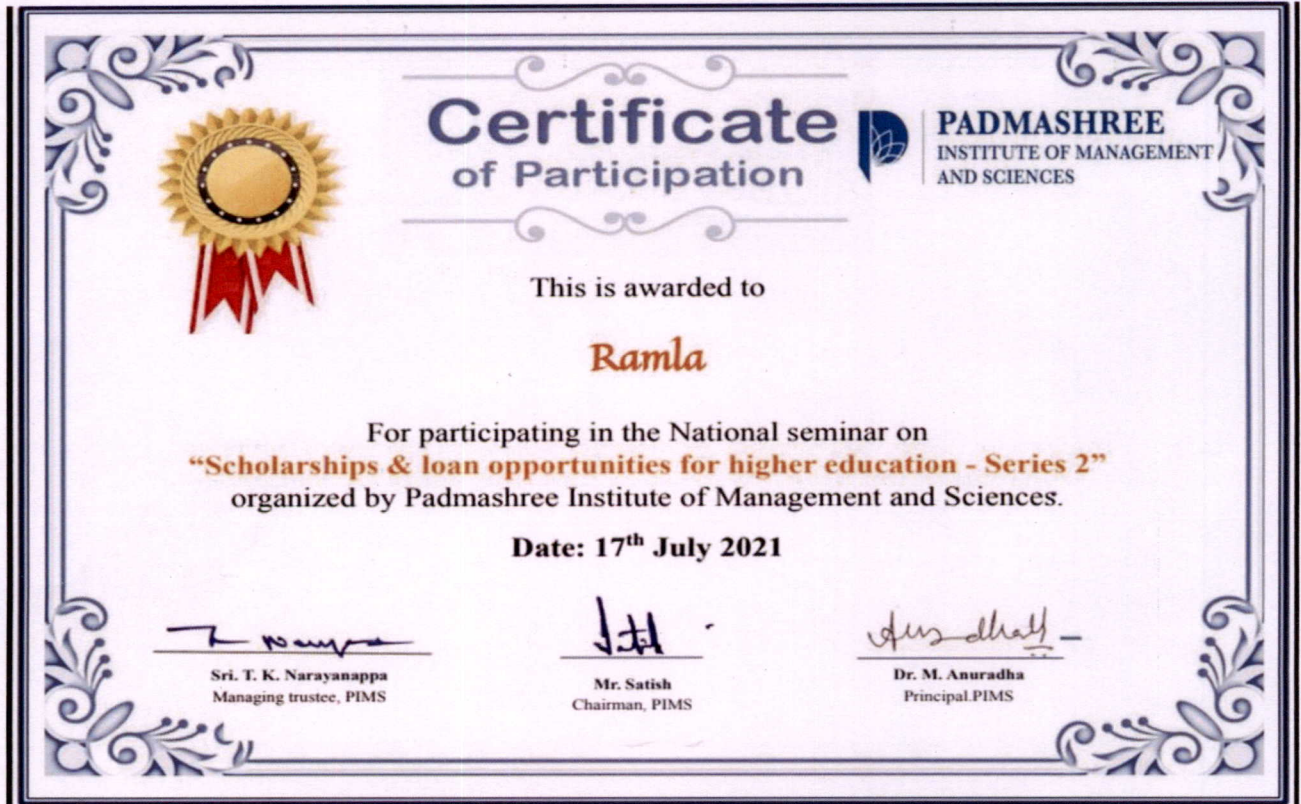 Certificate
of Participation
PADMASHREE
INSTITUTE OF MANAGEMENT
AND SCIENCES
This is awarded to
Ramla
For participating in the National seminar on
“Scholarships & loan opportunities for higher education - Series 2”
organized by Padmashree Institute of Management and Sciences.
Date: 17th July 2021
Sri. T. K. Narayanappa
Managing trustee, PIMS
Mr. Satish
Chairman, PIMS
Dr. M. Anuradha
Principal.PIMS